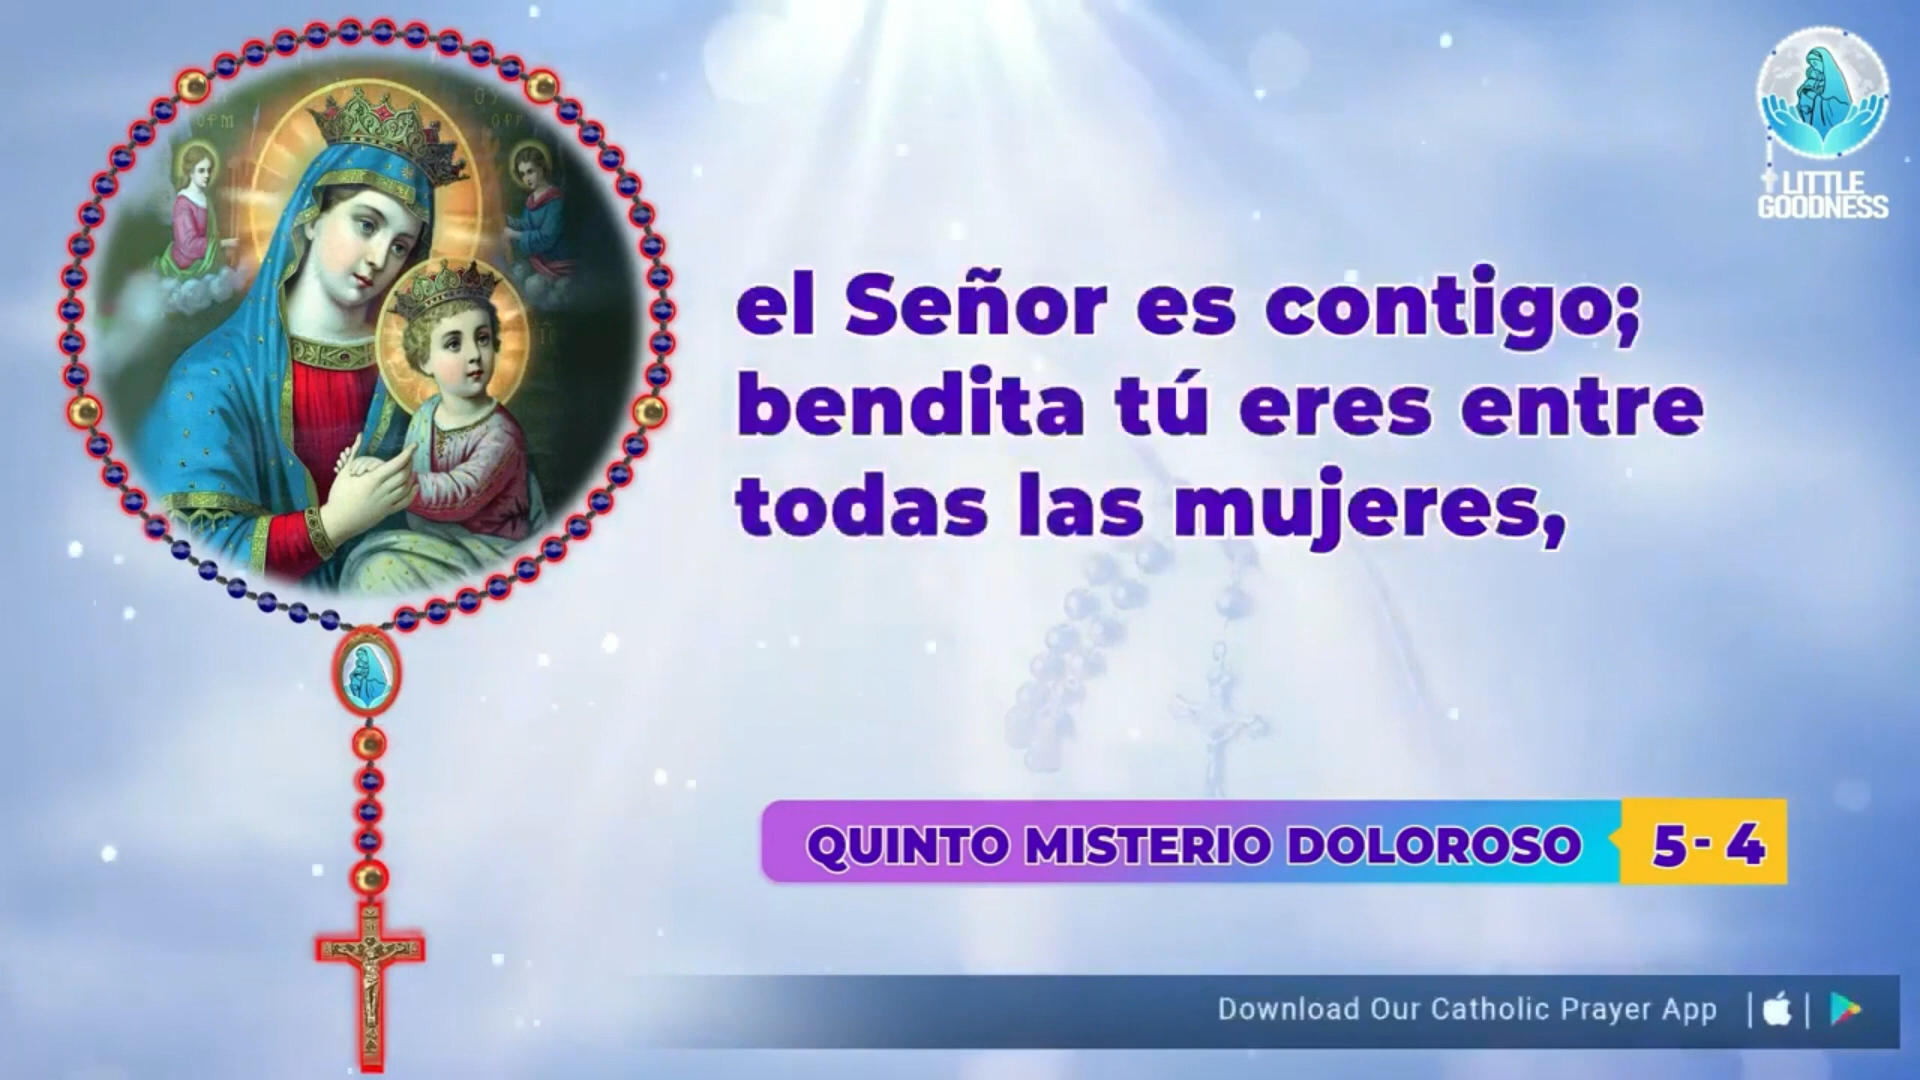 LITTLE
GOODNESS
el Señor es contigo;
bendita tú eres entre
todas las mujeres,
QUINTO MISTERIO DOLOROSO 5 - 4
Download Our Catholic Prayer App